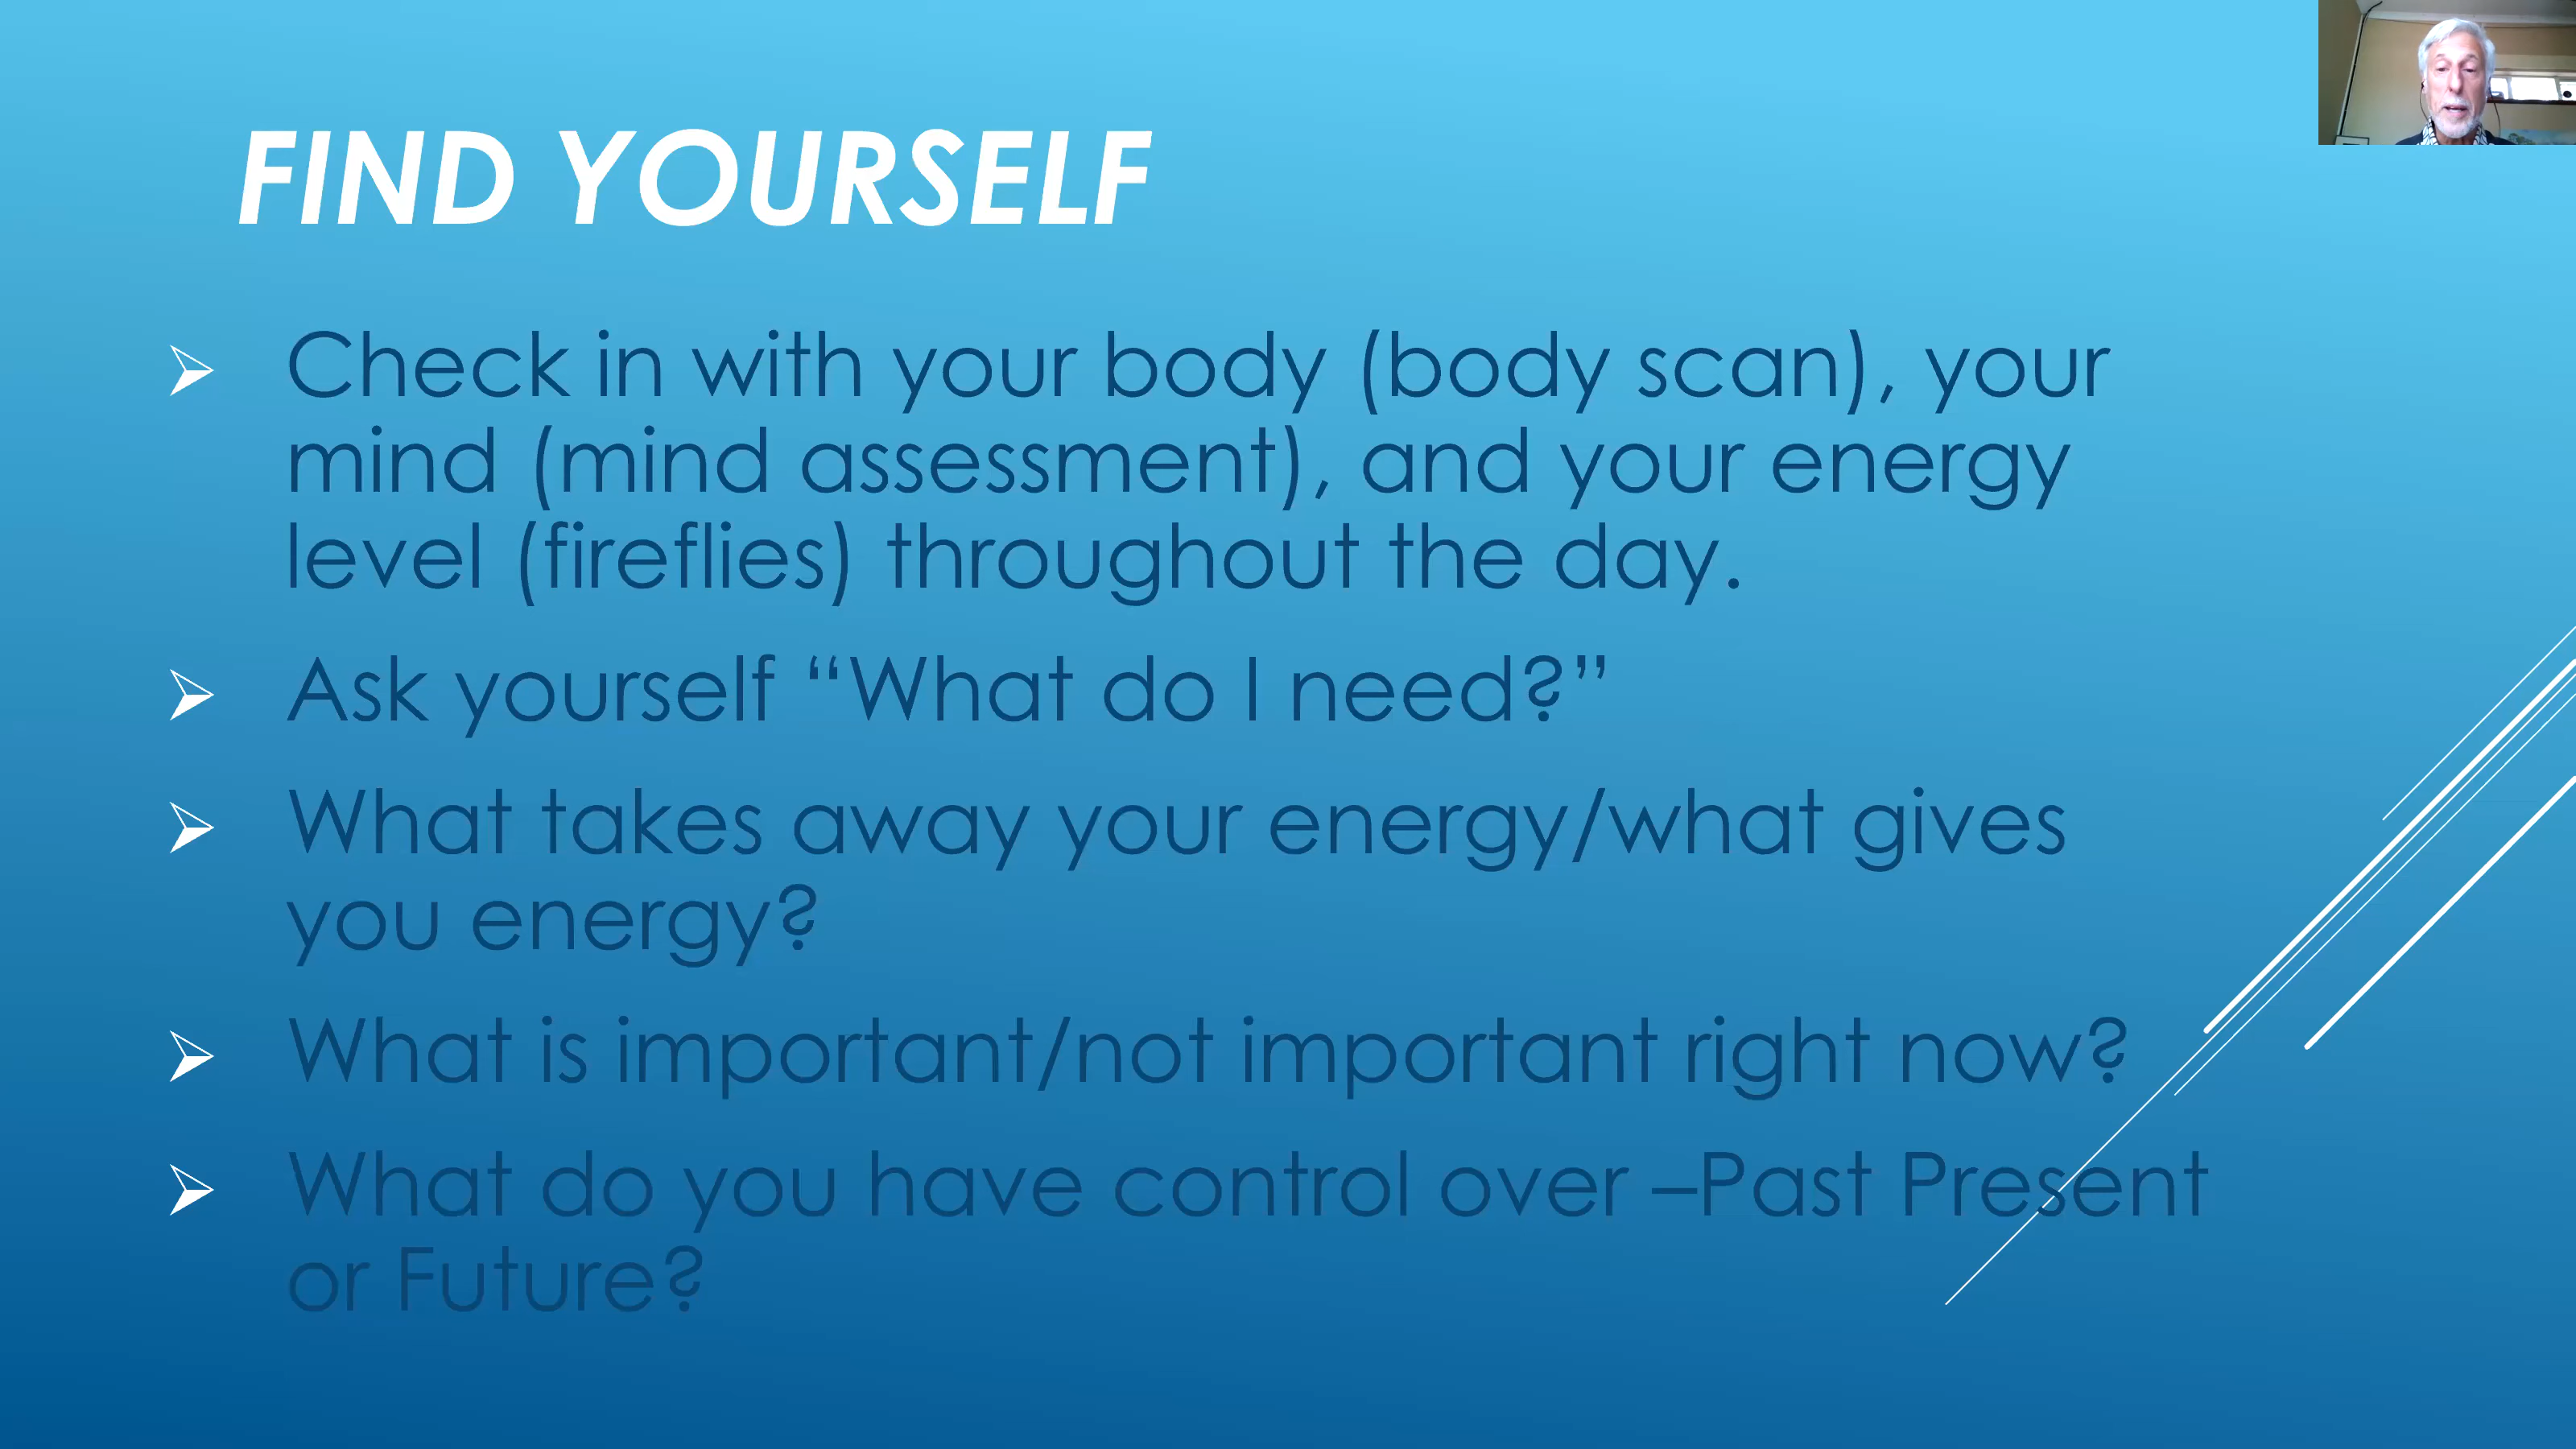 FIND YOURSELF
Check in with your body (body scan), your
mind (mind assessment), and your energy
level (fireflies) throughout the day.
Ask yourself “What do I need?”
What takes away your energy/what gives
you energy?
What is important/not important right now?
What do you have control over –Past Present
or Future?